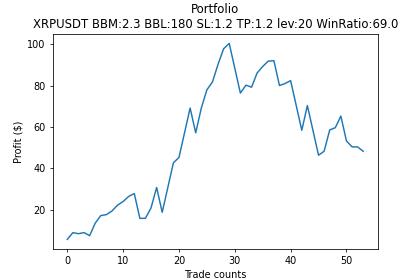 Portfolio
XRPUSDT BBM:2.3 BBL:180 SL:1.2 TP:1.2 lev:20 WinRatio:69.0
100
80
60
40
20
Profit ($)
0 10 20 30 40 50
Trade counts